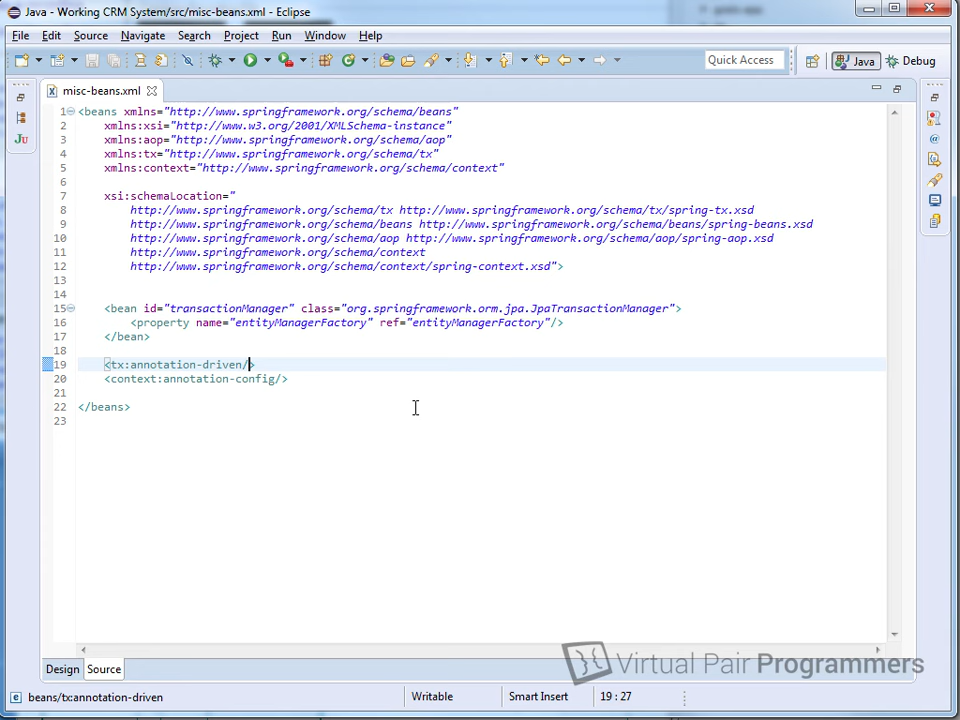 Java - Working CRM System/src/misc-beans.xml - Eclipse
File Edit Source Navigate Search Project Run Window Help
Quick Access Java Debug
misc-beans.xml
Ju
1 <beans xmlns="http://www.springframework.org/schema/beans"
2 xmlns:xsi="http://www.w3.org/2001/XMLSchema-instance"
3 xmlns:aop="http://www.springframework.org/schema/aop"
4 xmlns:tx="http://www.springframework.org/schema/tx"
5 xmlns:context="http://www.springframework.org/schema/context"
6
7 xsi:schemaLocation="
8 http://www.springframework.org/schema/tx http://www.springframework.org/schema/tx/spring-tx.xsd
9 http://www.springframework.org/schema/beans http://www.springframework.org/schema/beans/spring-beans.xsd
10 http://www.springframework.org/schema/aop http://www.springframework.org/schema/aop/spring-aop.xsd
11 http://www.springframework.org/schema/context
12 http://www.springframework.org/schema/context/spring-context.xsd">
13
14
15 <bean id="transactionManager" class="org.springframework.orm.jpa.JpaTransactionManager">
16 <property name="entityManagerFactory" ref="entityManagerFactory"/>
17 </bean>
18
19 <tx:annotation-driven/>
20 <context:annotation-config/>
21
22 </beans>
23
Design Source
Virtual Pair Programmers
beans/tx:annotation-driven Writable Smart Insert 19 : 27